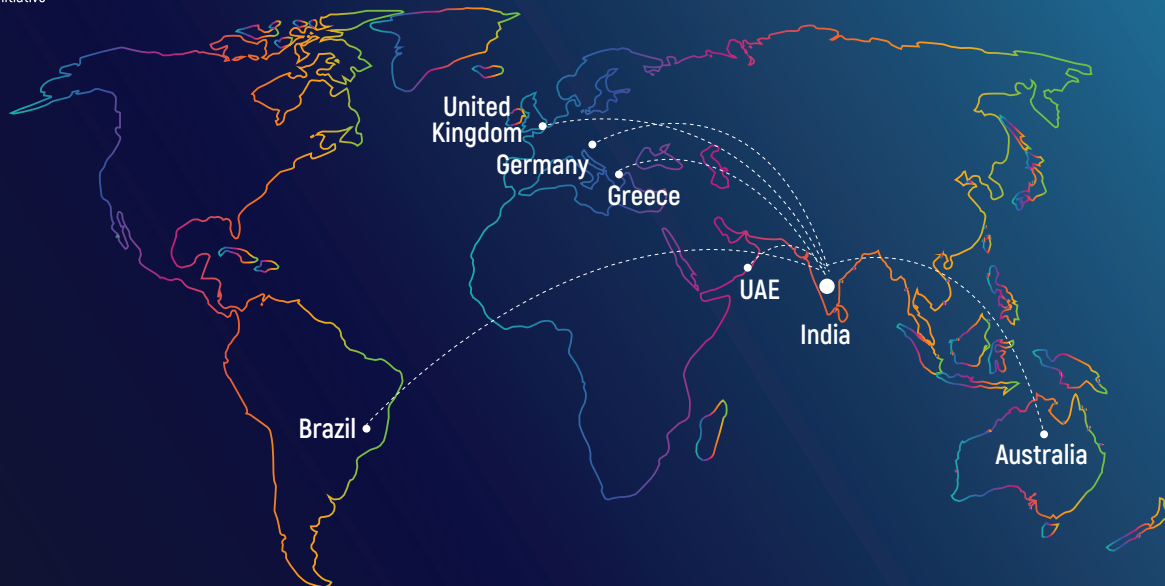 United
Kingdom
Germany
Greece
UAE
India
Brazil
Australia